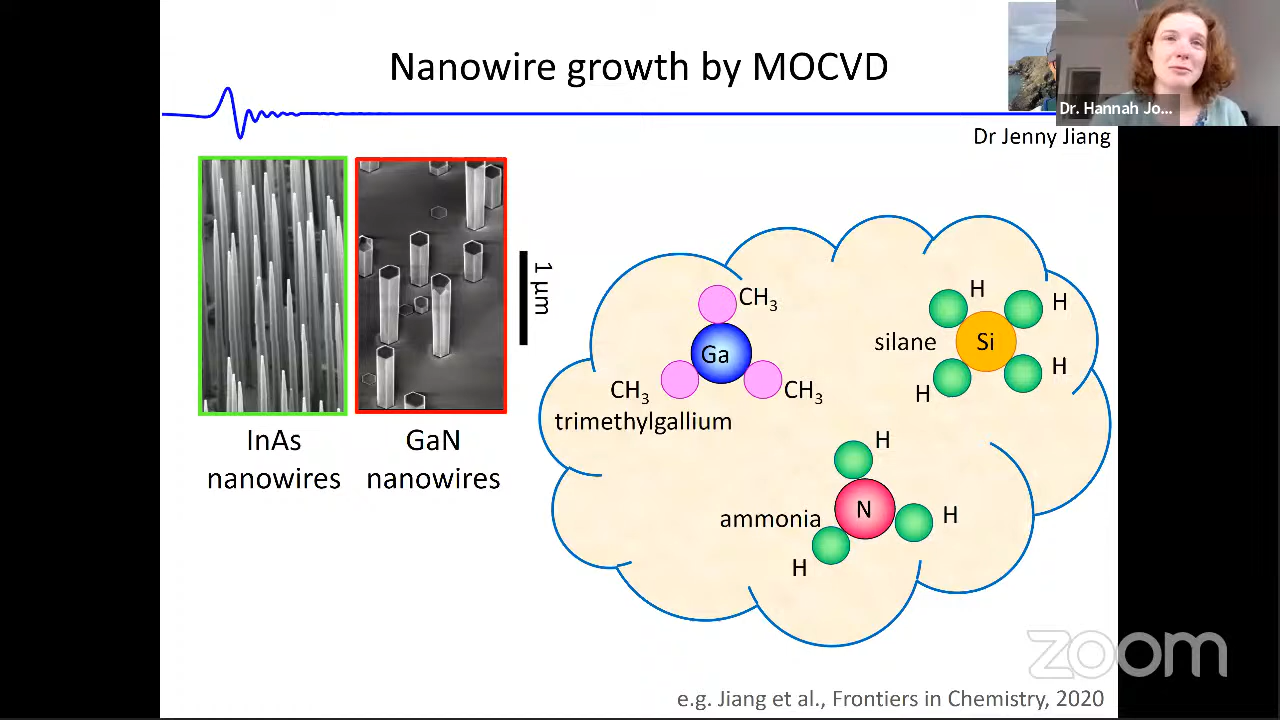 Nanowire growth by MOCVD
Dr. Hannah Jo...
Dr Jenny Jiang
1 µm
InAs
nanowires
GaN
nanowires
CH₃
Ga
CH₃
CH₃
trimethylgallium
H
H
silane
Si
H
H
H
ammonia
N
H
H
zoom
e.g. Jiang et al., Frontiers in Chemistry, 2020